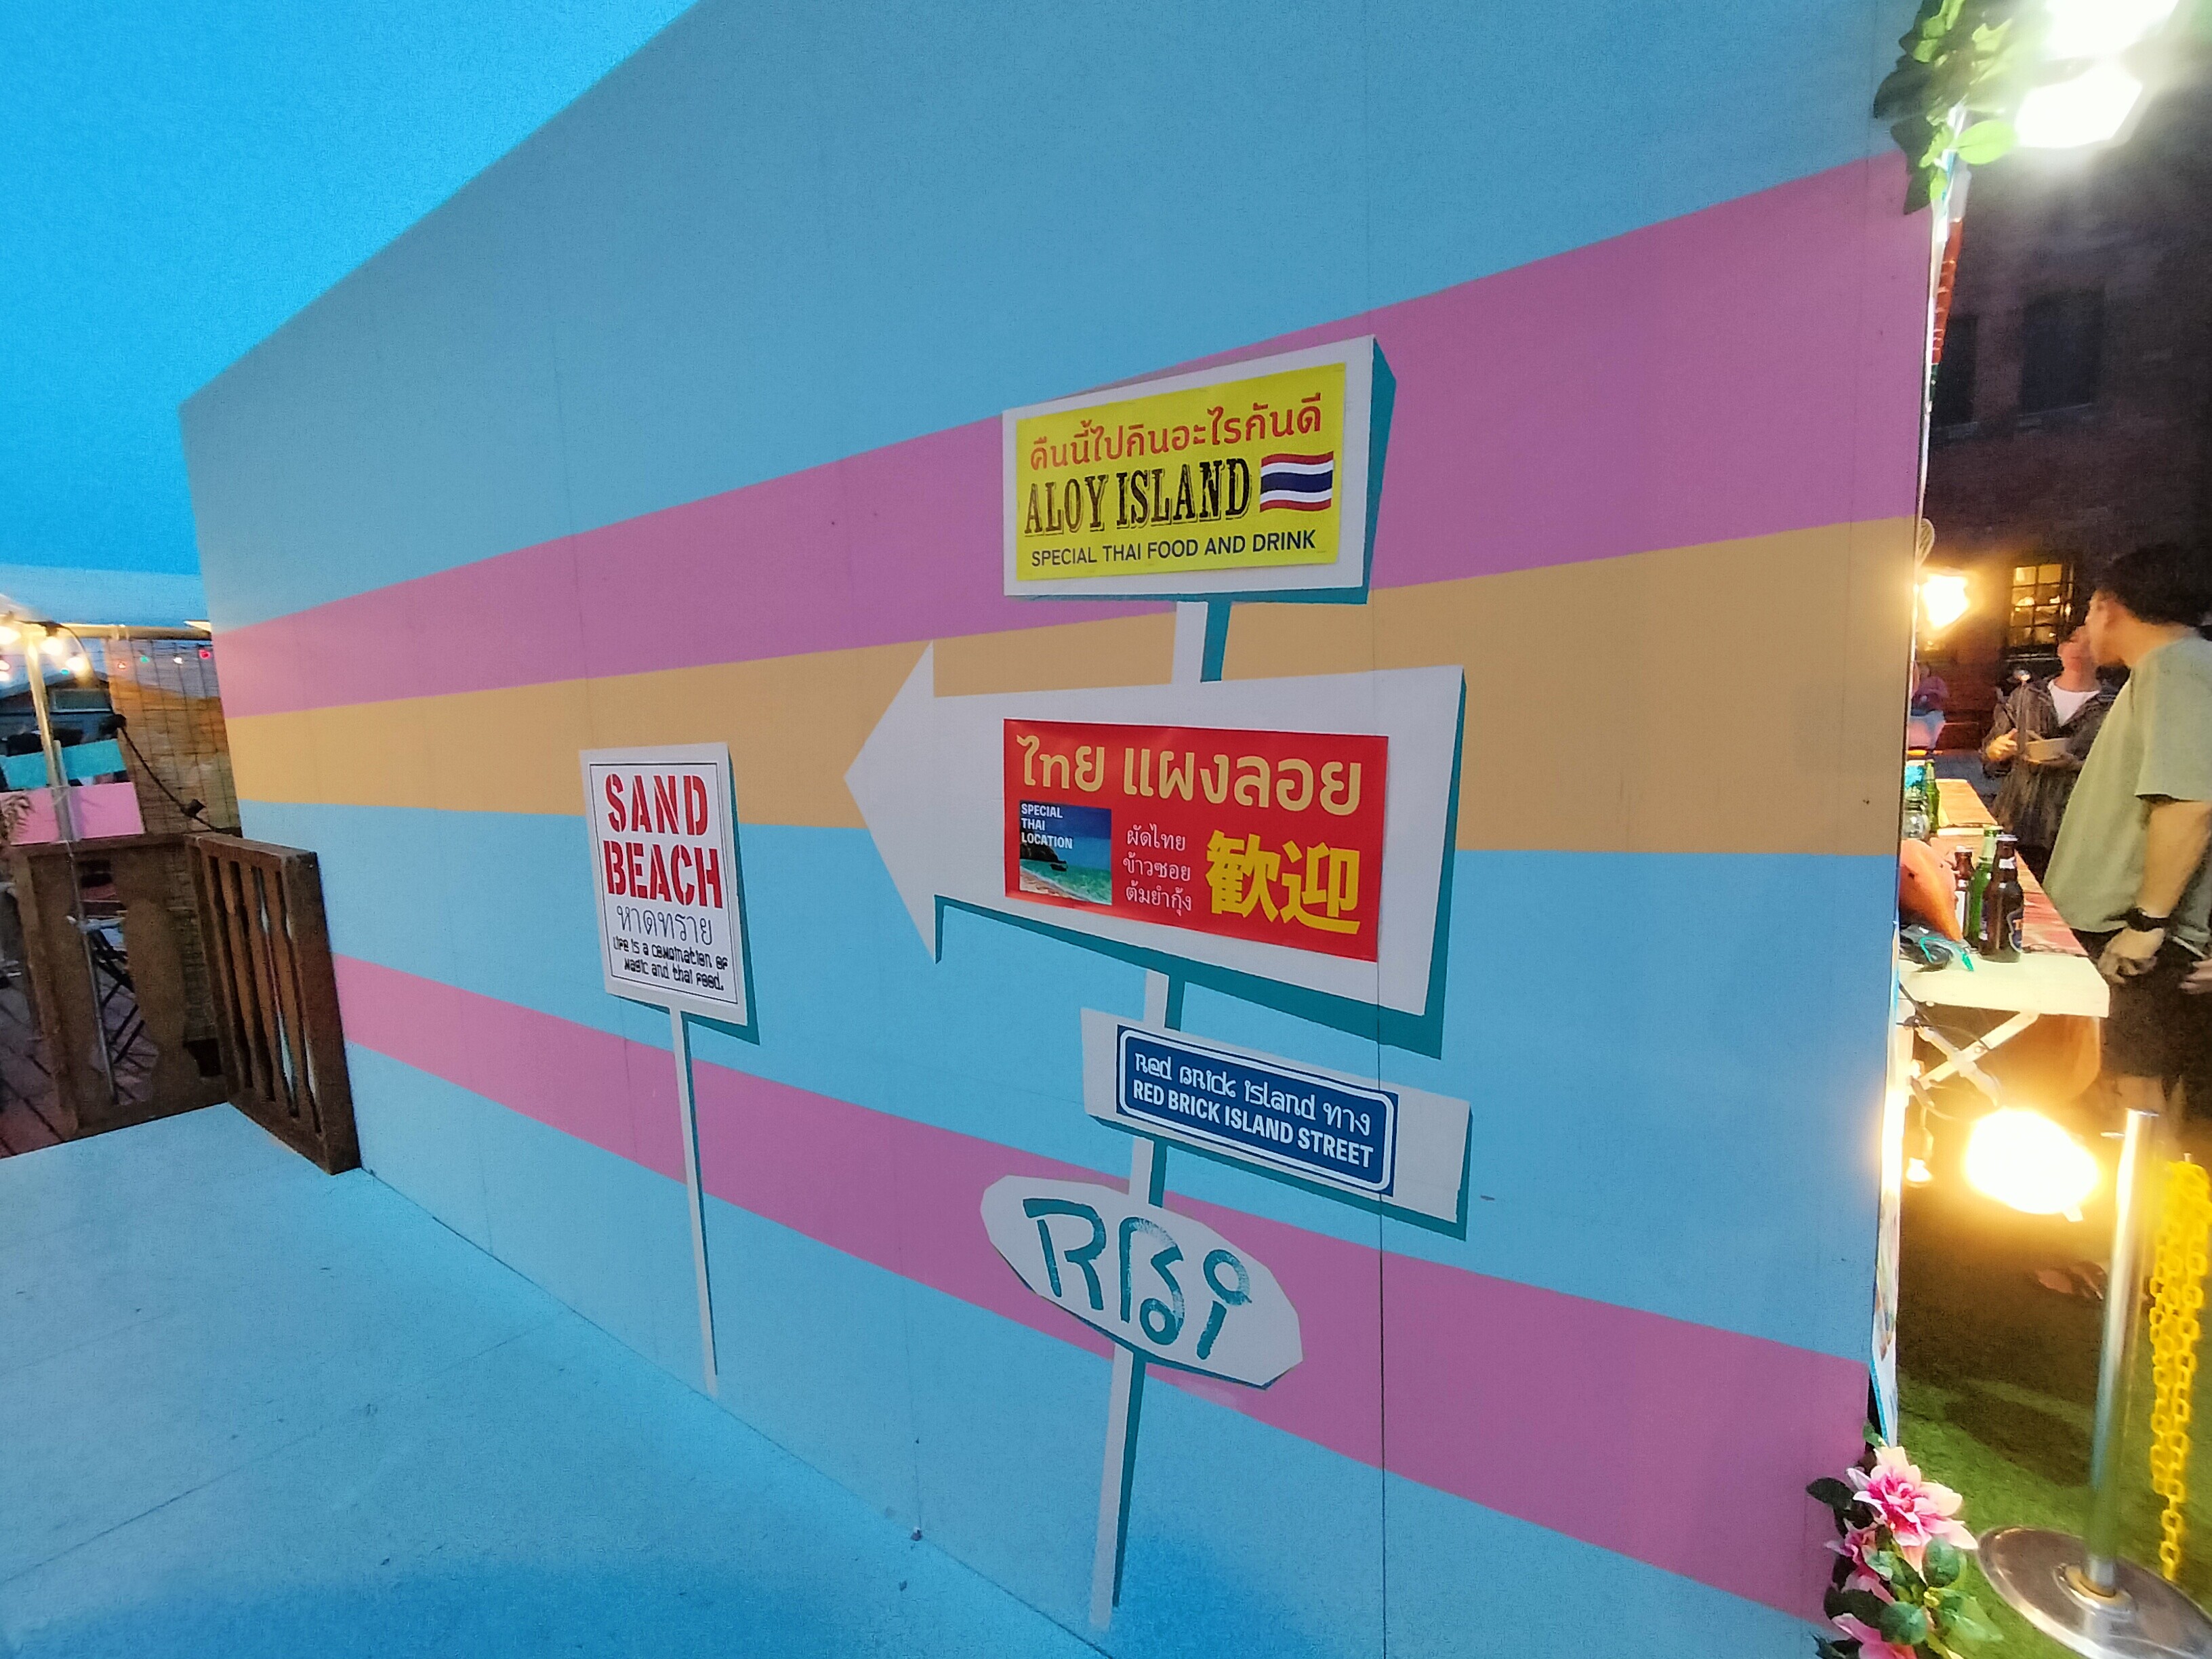 คืนนี้ไปกินอะไรกันดี
ALOY ISLAND
SPECIAL THAI FOOD AND DRINK
ไทย แผงลอย
SPECIAL
THAI
LOCATION
ผัดไทย
ข้าวซอย
ต้มยำกุ้ง
歓迎
SAND
BEACH
หาดทราย
Life is a combination of
magic and thai food.
Red Brick island ทาง
RED BRICK ISLAND STREET
RBi